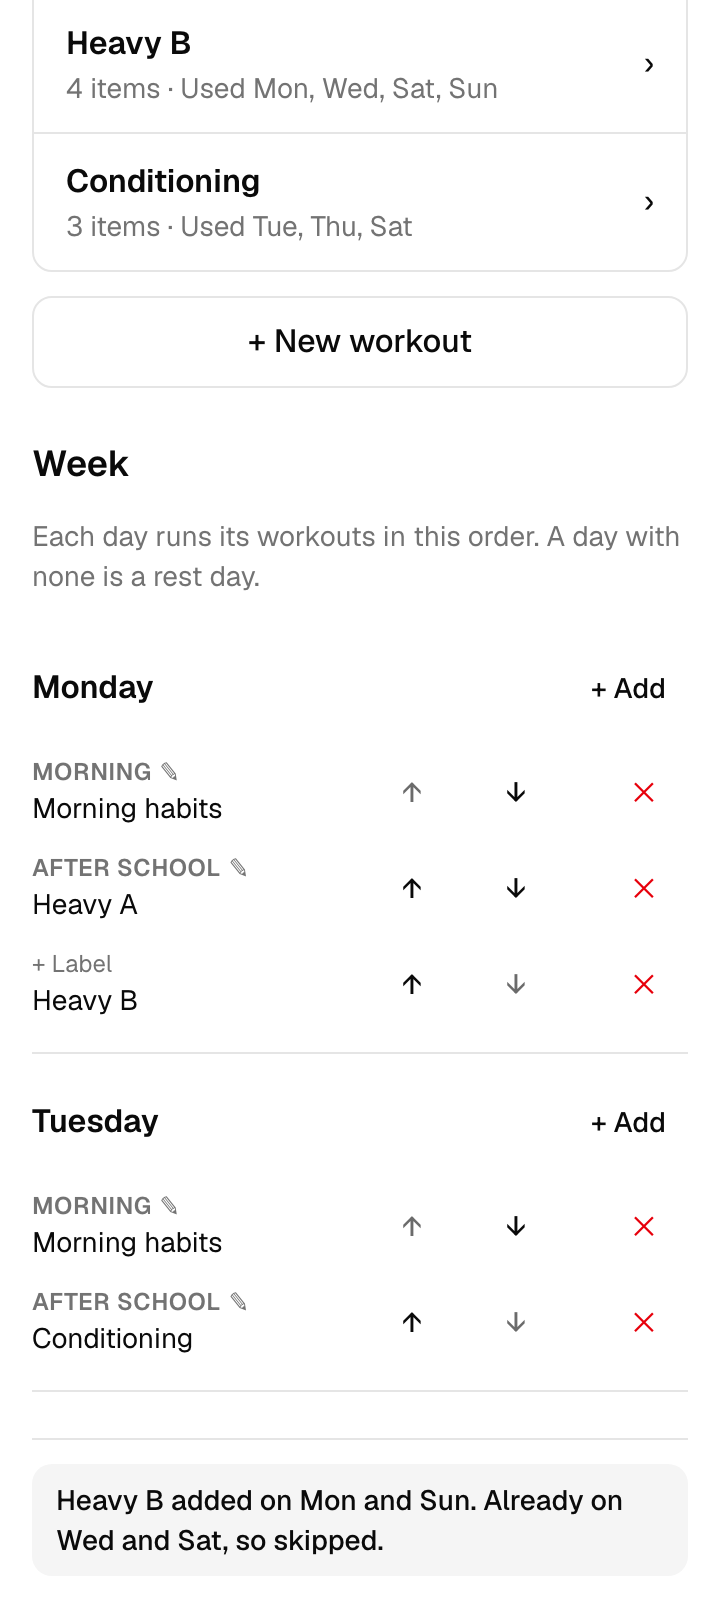 Heavy B
4 items · Used Mon, Wed, Sat, Sun
›
Conditioning
3 items · Used Tue, Thu, Sat
›
+ New workout
Week
Each day runs its workouts in this order. A day with
none is a rest day.
Monday
+ Add
MORNING ✎
Morning habits
↑ ↓ ×
AFTER SCHOOL ✎
Heavy A
↑ ↓ ×
+ Label
Heavy B
↑ ↓ ×
Tuesday
+ Add
MORNING ✎
Morning habits
↑ ↓ ×
AFTER SCHOOL ✎
Conditioning
↑ ↓ ×
Heavy B added on Mon and Sun. Already on
Wed and Sat, so skipped.